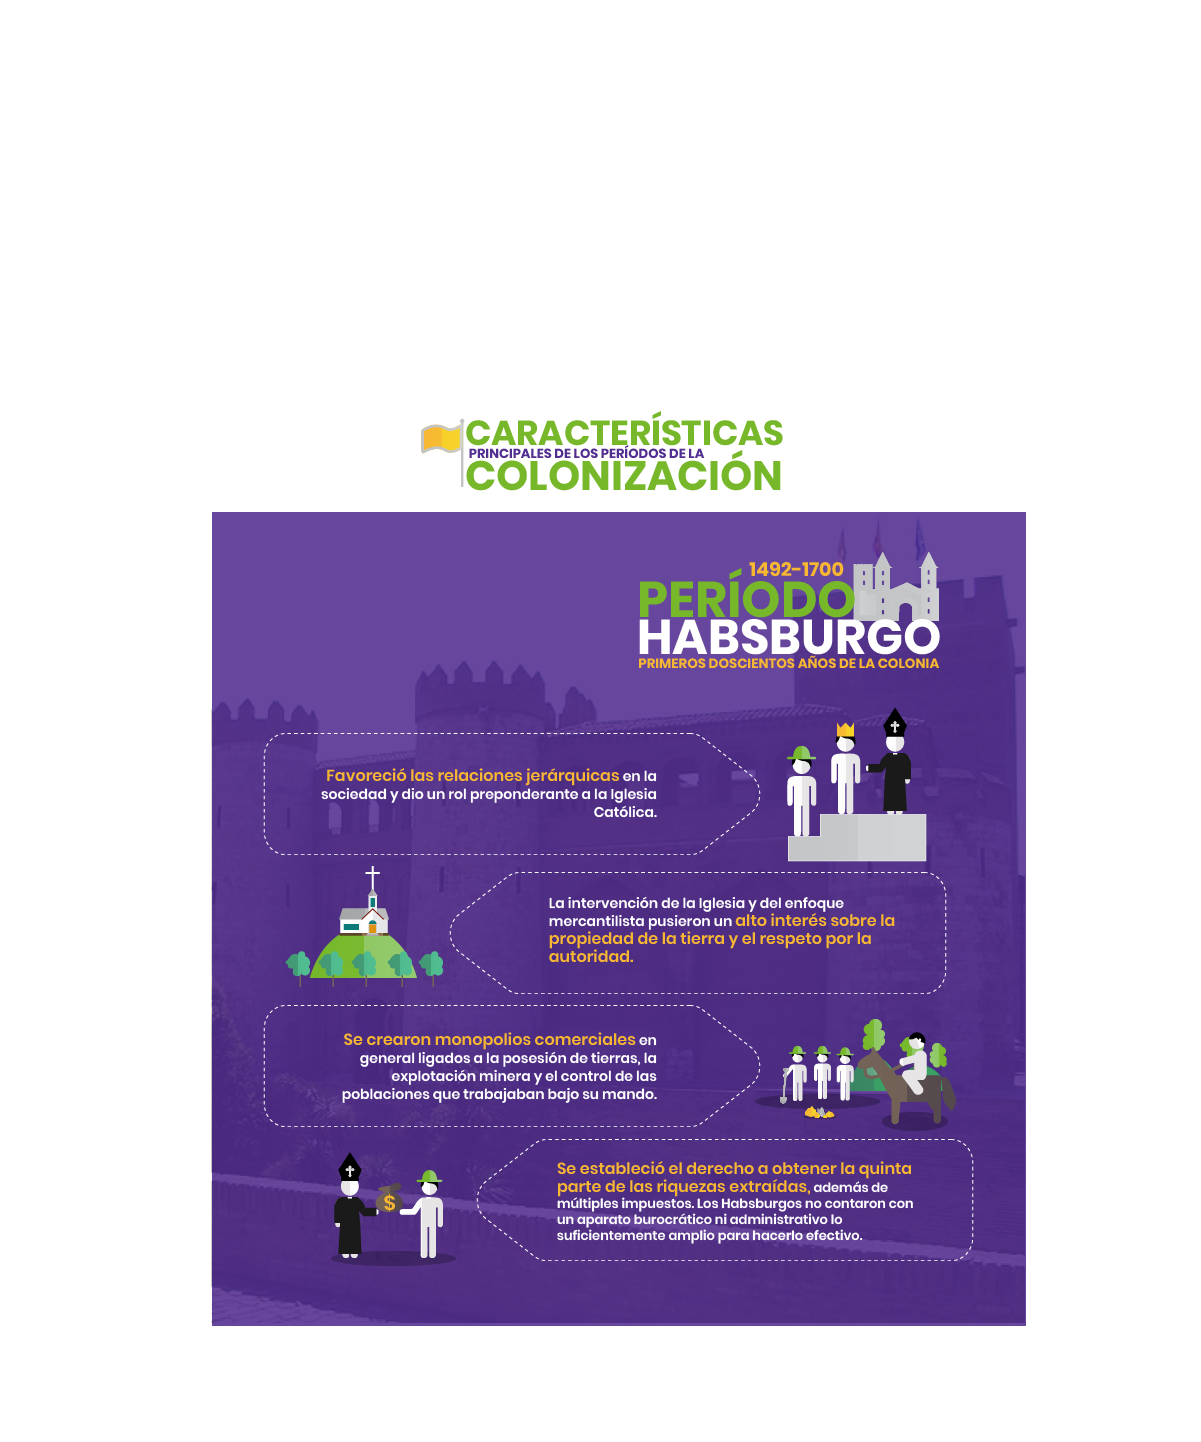 CARACTERÍSTICAS
PRINCIPALES DE LOS PERÍODOS DE LA
COLONIZACIÓN
1492-1700
PERÍODO
HABSBURGO
PRIMEROS DOSCIENTOS AÑOS DE LA COLONIA
Favoreció las relaciones jerárquicas en la
sociedad y dio un rol preponderante a la Iglesia
Católica.
La intervención de la Iglesia y del enfoque
mercantilista pusieron un alto interés sobre la
propiedad de la tierra y el respeto por la
autoridad.
Se crearon monopolios comerciales en
general ligados a la posesión de tierras, la
explotación minera y el control de las
poblaciones que trabajaban bajo su mando.
Se estableció el derecho a obtener la quinta
parte de las riquezas extraídas, además de
múltiples impuestos. Los Habsburgos no contaron con
un aparato burocrático ni administrativo lo
suficientemente amplio para hacerlo efectivo.
$